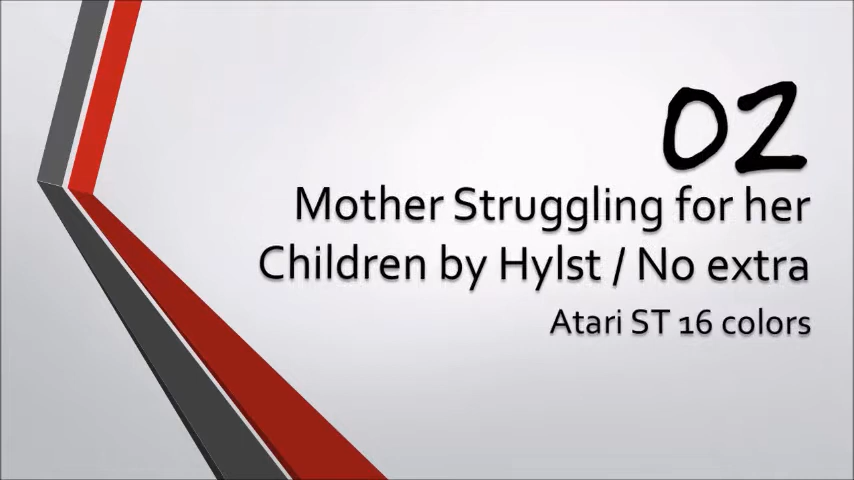 02
Mother Struggling for her
Children by Hylst / No extra
Atari ST 16 colors